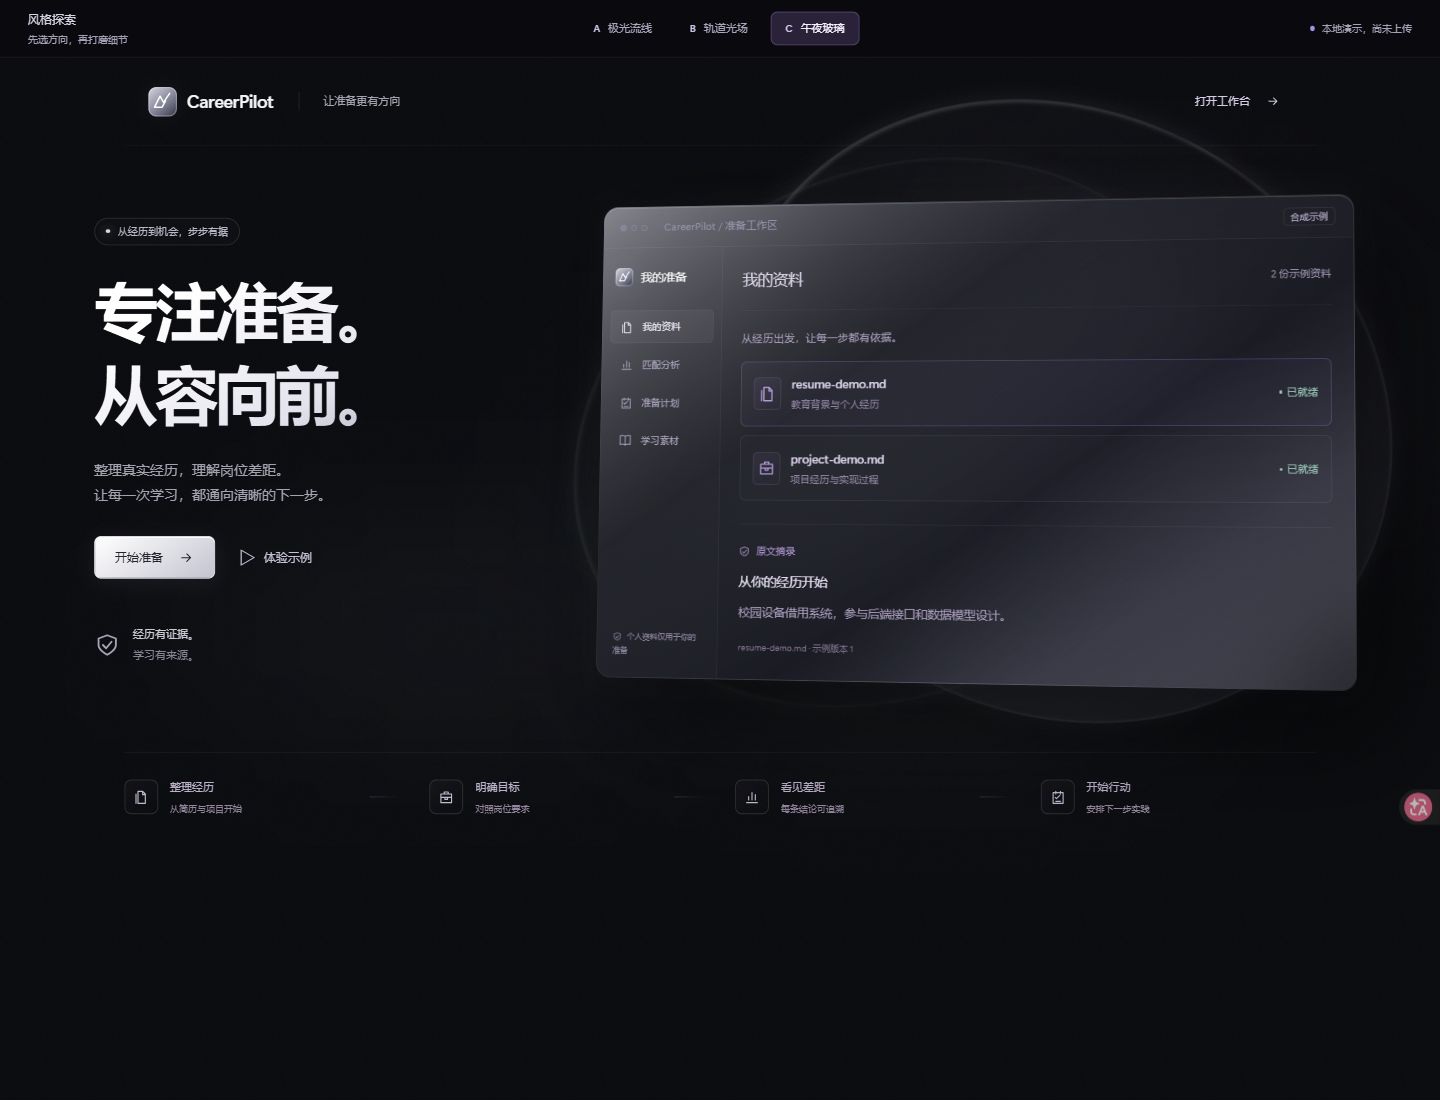 风格探索
先选方向，再打磨细节
A 极光流线
B 轨道光场
C 午夜玻璃
本地演示，尚未上传
CareerPilot
让准备更有方向
打开工作台
从经历到机会，步步有据
专注准备。
从容向前。
整理真实经历，理解岗位差距。
让每一次学习，都通向清晰的下一步。
开始准备
体验示例
经历有证据。
学习有来源。
CareerPilot / 准备工作区
合成示例
我的准备
我的资料
匹配分析
准备计划
学习素材
个人资料仅用于你的
准备
我的资料
2 份示例资料
从经历出发，让每一步都有依据。
resume-demo.md
教育背景与个人经历
已就绪
project-demo.md
项目经历与实现过程
已就绪
原文摘录
从你的经历开始
校园设备借用系统，参与后端接口和数据模型设计。
resume-demo.md · 示例版本 1
整理经历
从简历与项目开始
明确目标
对照岗位要求
看见差距
每条结论可追溯
开始行动
安排下一步实践